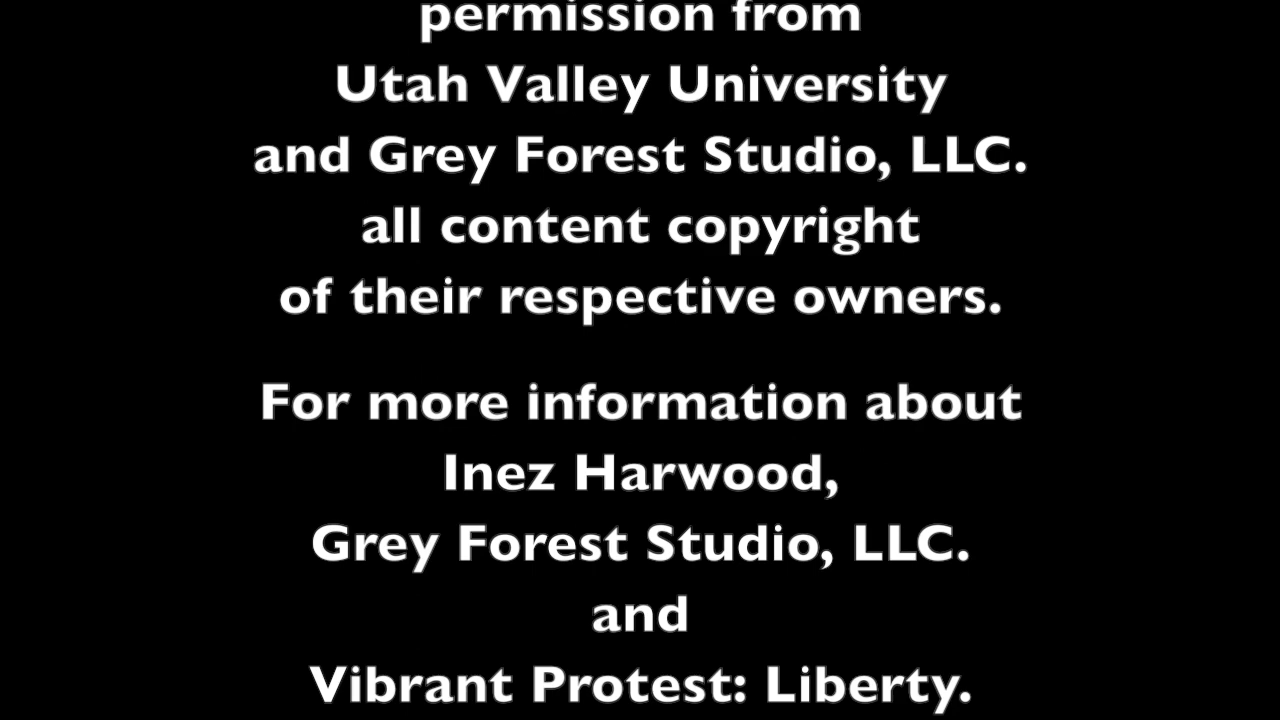 permission from
Utah Valley University
and Grey Forest Studio, LLC.
all content copyright
of their respective owners.
For more information about
Inez Harwood,
Grey Forest Studio, LLC.
and
Vibrant Protest: Liberty.